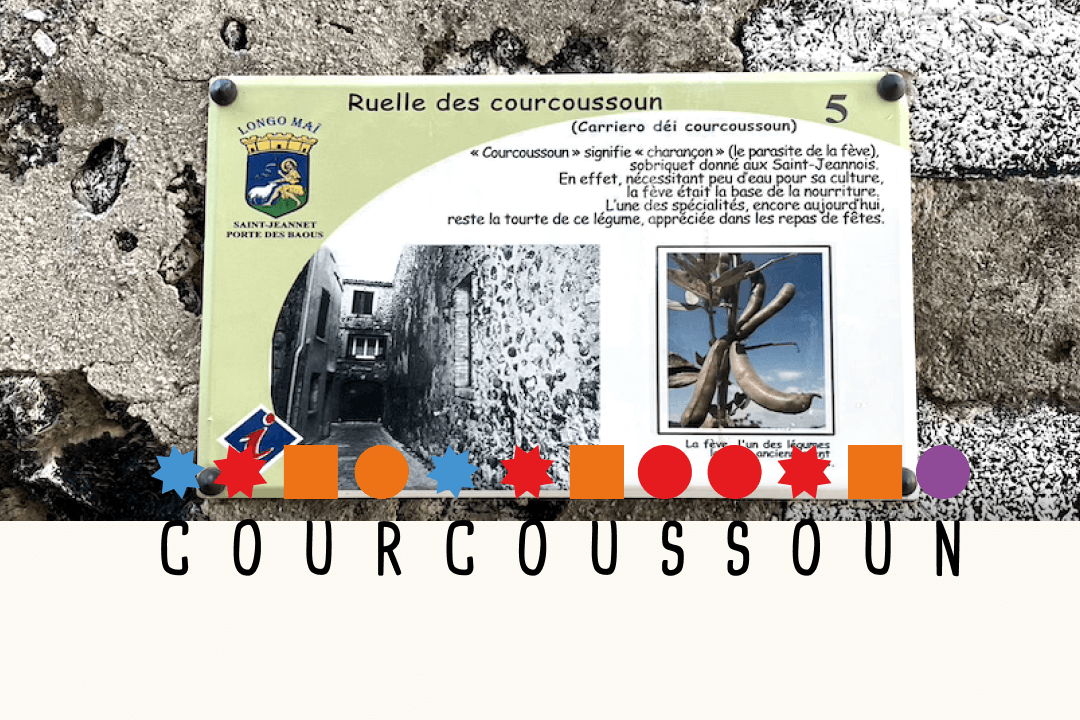 Ruelle des courcoussoun
5
(Carriero déi courcoussoun)
LONGO MAÏ
SAINT-JEANNET
PORTE DES BAOUS
« Courcoussoun » signifie « charançon » (le parasite de la fève),
sobriquet donné aux Saint-Jeannois.
En effet, nécessitant peu d'eau pour sa culture,
la fève était la base de la nourriture.
L'une des spécialités, encore aujourd'hui,
reste la tourte de ce légume, appréciée dans les repas de fêtes.
i
La fève, l'un des légumes
COURCOUSSOUN